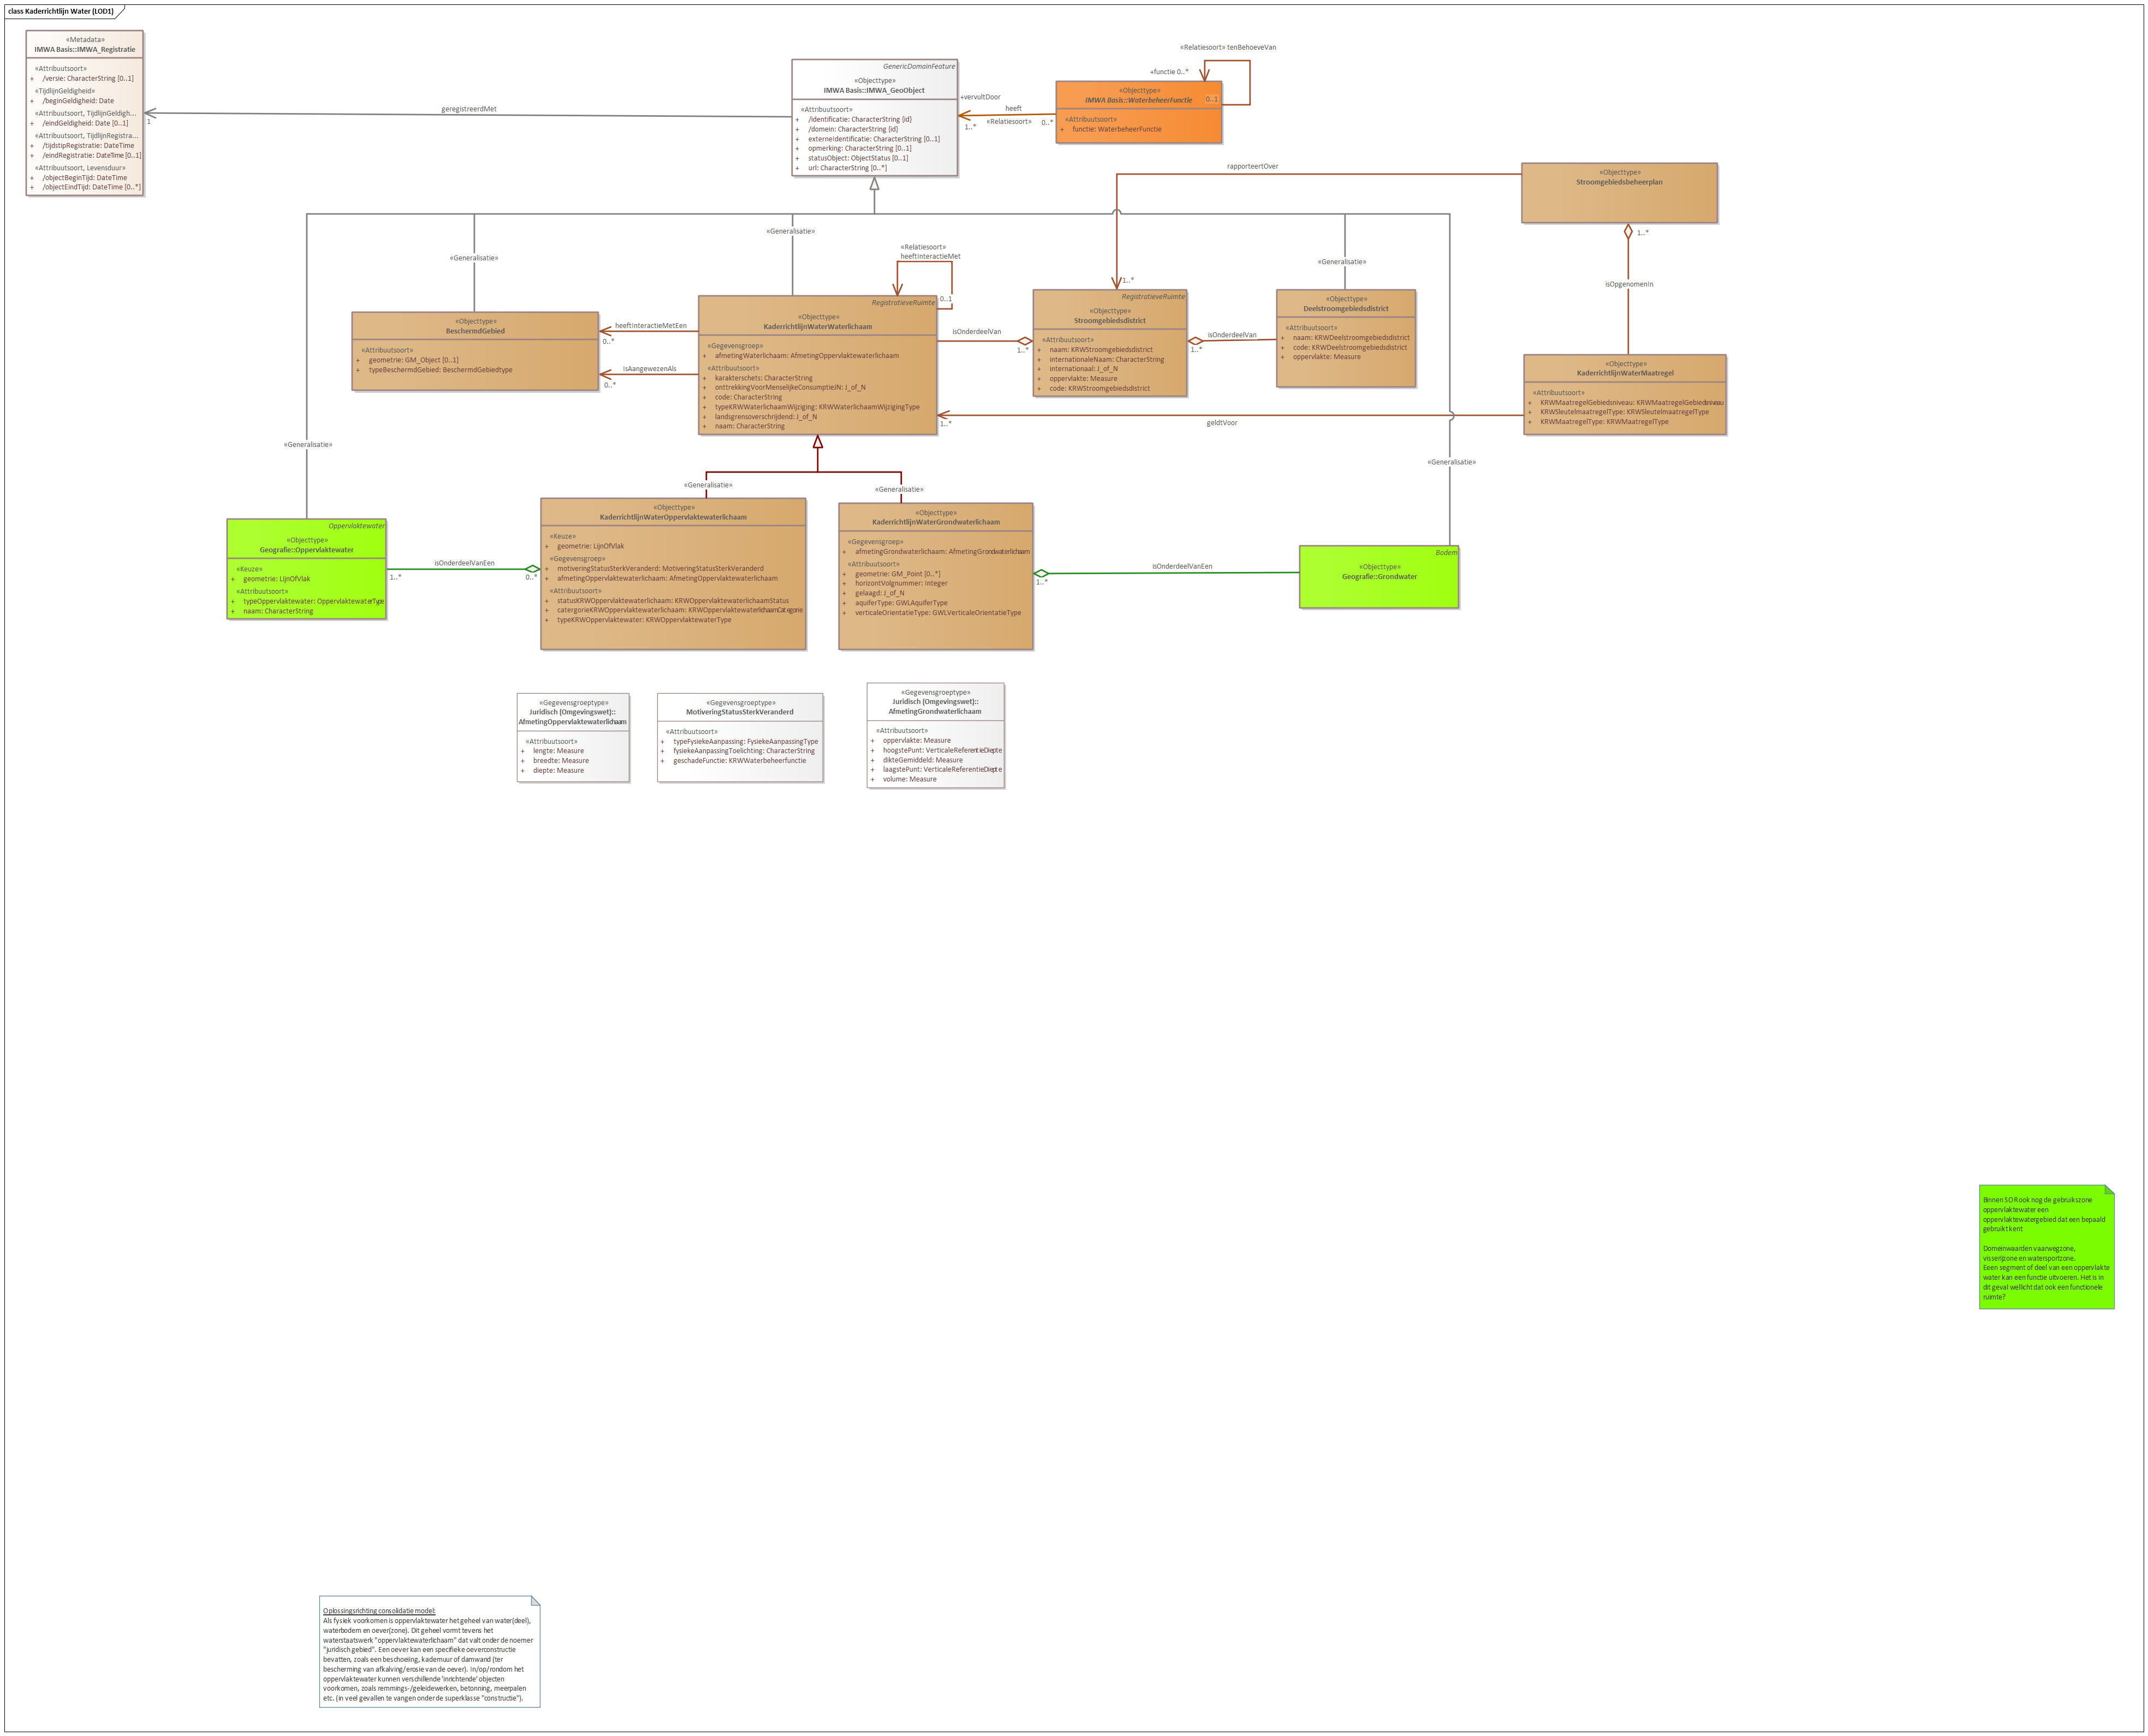 class Kaderrichtlijn Water (LOD1)
«Metadata»
IMWA Basis::IMWA_Registratie
«Attribuutsoort»
+ /versie: CharacterString [0..1]
«TijdlijnGeldigheid»
+ /beginGeldigheid: Date
«Attribuutsoort, TijdlijnGeldigh...
+ /eindGeldigheid: Date [0..1]
«Attribuutsoort, TijdlijnRegistra...
+ /tijdstipRegistratie: DateTime
+ /eindRegistratie: DateTime [0..1]
«Attribuutsoort, Levensduur»
+ /objectBeginTijd: DateTime
+ /objectEindTijd: DateTime [0..*]
1
geregistreerdMet
GenericDomainFeature
«Objecttype»
IMWA Basis::IMWA_GeoObject
«Attribuutsoort»
+ /identificatie: CharacterString {id}
+ /domein: CharacterString {id}
+ externeIdentificatie: CharacterString [0..1]
+ opmerking: CharacterString [0..1]
+ statusObject: ObjectStatus [0..1]
+ url: CharacterString [0..*]
+vervultDoor
1..*
heeft
«Relatiesoort»
0..*
«Relatiesoort» tenBehoeveVan
+functie 0..*
«Objecttype»
IMWA Basis::WaterbeheerFunctie
0..1
«Attribuutsoort»
+ functie: WaterbeheerFunctie
rapporteertOver
«Objecttype»
Stroomgebiedsbeheerplan
1..*
isOpgenomenIn
«Generalisatie»
«Generalisatie»
«Generalisatie»
«Generalisatie»
«Generalisatie»
«Relatiesoort»
heeftInteractieMet
0..1
«Objecttype»
BeschermdGebied
«Attribuutsoort»
+ geometrie: GM_Object [0..1]
+ typeBeschermdGebied: BeschermdGebiedtype
heeftInteractieMetEen
0..*
isAangewezenAls
0..*
RegistratieveRuimte
«Objecttype»
KaderrichtlijnWaterWaterlichaam
«Gegevensgroep»
+ afmetingWaterlichaam: AfmetingOppervlaktewaterlichaam
«Attribuutsoort»
+ karakterschets: CharacterString
+ onttrekkingVoorMenselijkeConsumptieJN: J_of_N
+ code: CharacterString
+ typeKRWWaterlichaamWijziging: KRWWaterlichaamWijzigingType
+ landsgrensoverschrijdend: J_of_N
+ naam: CharacterString
isOnderdeelVan
1..*
1..*
RegistratieveRuimte
«Objecttype»
Stroomgebiedsdistrict
«Attribuutsoort»
+ naam: KRWStroomgebiedsdistrict
+ internationaleNaam: CharacterString
+ internationaal: J_of_N
+ oppervlakte: Measure
+ code: KRWStroomgebiedsdistrict
isOnderdeelVan
1..*
«Objecttype»
Deelstroomgebiedsdistrict
«Attribuutsoort»
+ naam: KRWDeelstroomgebiedsdistrict
+ code: KRWDeelstroomgebiedsdistrict
+ oppervlakte: Measure
«Objecttype»
KaderrichtlijnWaterMaatregel
«Attribuutsoort»
+ KRWMaatregelGebiedsniveau: KRWMaatregelGebiedsniveau
+ KRWSleutelmaatregelType: KRWSleutelmaatregelType
+ KRWMaatregelType: KRWMaatregelType
1..*
geldtVoor
«Generalisatie»
«Generalisatie»
Oppervlaktewater
«Objecttype»
Geografie::Oppervlaktewater
«Keuze»
+ geometrie: LijnOfVlak
«Attribuutsoort»
+ typeOppervlaktewater: OppervlaktewaterType
+ naam: CharacterString
1..*
isOnderdeelVanEen
0..*
«Objecttype»
KaderrichtlijnWaterOppervlaktewaterlichaam
«Keuze»
+ geometrie: LijnOfVlak
«Gegevensgroep»
+ motiveringStatusSterkVeranderd: MotiveringStatusSterkVeranderd
+ afmetingOppervlaktewaterlichaam: AfmetingOppervlaktewaterlichaam
«Attribuutsoort»
+ statusKRWOppervlaktewaterlichaam: KRWOppervlaktewaterlichaamStatus
+ catergorieKRWOppervlaktewaterlichaam: KRWOppervlaktewaterlichaamCategorie
+ typeKRWOppervlaktewater: KRWOppervlaktewaterType
«Objecttype»
KaderrichtlijnWaterGrondwaterlichaam
«Gegevensgroep»
+ afmetingGrondwaterlichaam: AfmetingGrondwaterlichaam
«Attribuutsoort»
+ geometrie: GM_Point [0..*]
+ horizontVolgnummer: Integer
+ gelaagd: J_of_N
+ aquiferType: GWLAquiferType
+ verticaleOrientatieType: GWLVerticaleOrientatieType
1..*
isOnderdeelVanEen
Bodem
«Objecttype»
Geografie::Grondwater
«Gegevensgroeptype»
Juridisch (Omgevingswet)::
AfmetingOppervlaktewaterlichaam
«Attribuutsoort»
+ lengte: Measure
+ breedte: Measure
+ diepte: Measure
«Gegevensgroeptype»
MotiveringStatusSterkVeranderd
«Attribuutsoort»
+ typeFysiekeAanpassing: FysiekeAanpassingType
+ fysiekeAanpassingToelichting: CharacterString
+ geschadeFunctie: KRWWaterbeheerfunctie
«Gegevensgroeptype»
Juridisch (Omgevingswet)::
AfmetingGrondwaterlichaam
«Attribuutsoort»
+ oppervlakte: Measure
+ hoogstePunt: VerticaleReferentieDiepte
+ dikteGemiddeld: Measure
+ laagstePunt: VerticaleReferentieDiepte
+ volume: Measure
Binnen SOR ook nog de gebruikszone
oppervlaktewater een
oppervlaktewatergebied dat een bepaald
gebruikt kent
Domeinwaarden vaarwegzone,
visserijzone en watersportzone.
Eeen segment of deel van een oppervlakte
water kan een functie uitvoeren. Het is in
dit geval wellicht dat ook een functionele
ruimte?
Oplossingsrichting consolidatie model:
Als fysiek voorkomen is oppervlaktewater het geheel van water(deel),
waterbodem en oever(zone). Dit geheel vormt tevens het
waterstaatswerk "oppervlaktewaterlichaam" dat valt onder de noemer
"juridisch gebied". Een oever kan een specifieke oeverconstructie
bevatten, zoals een beschoeiing, kademuur of damwand (ter
bescherming van afkalving/erosie van de oever). In/op/rondom het
oppervlaktewater kunnen verschillende 'inrichtende' objecten
voorkomen, zoals remmings-/geleidewerken, betonning, meerpalen
etc. (in veel gevallen te vangen onder de superklasse "constructie").